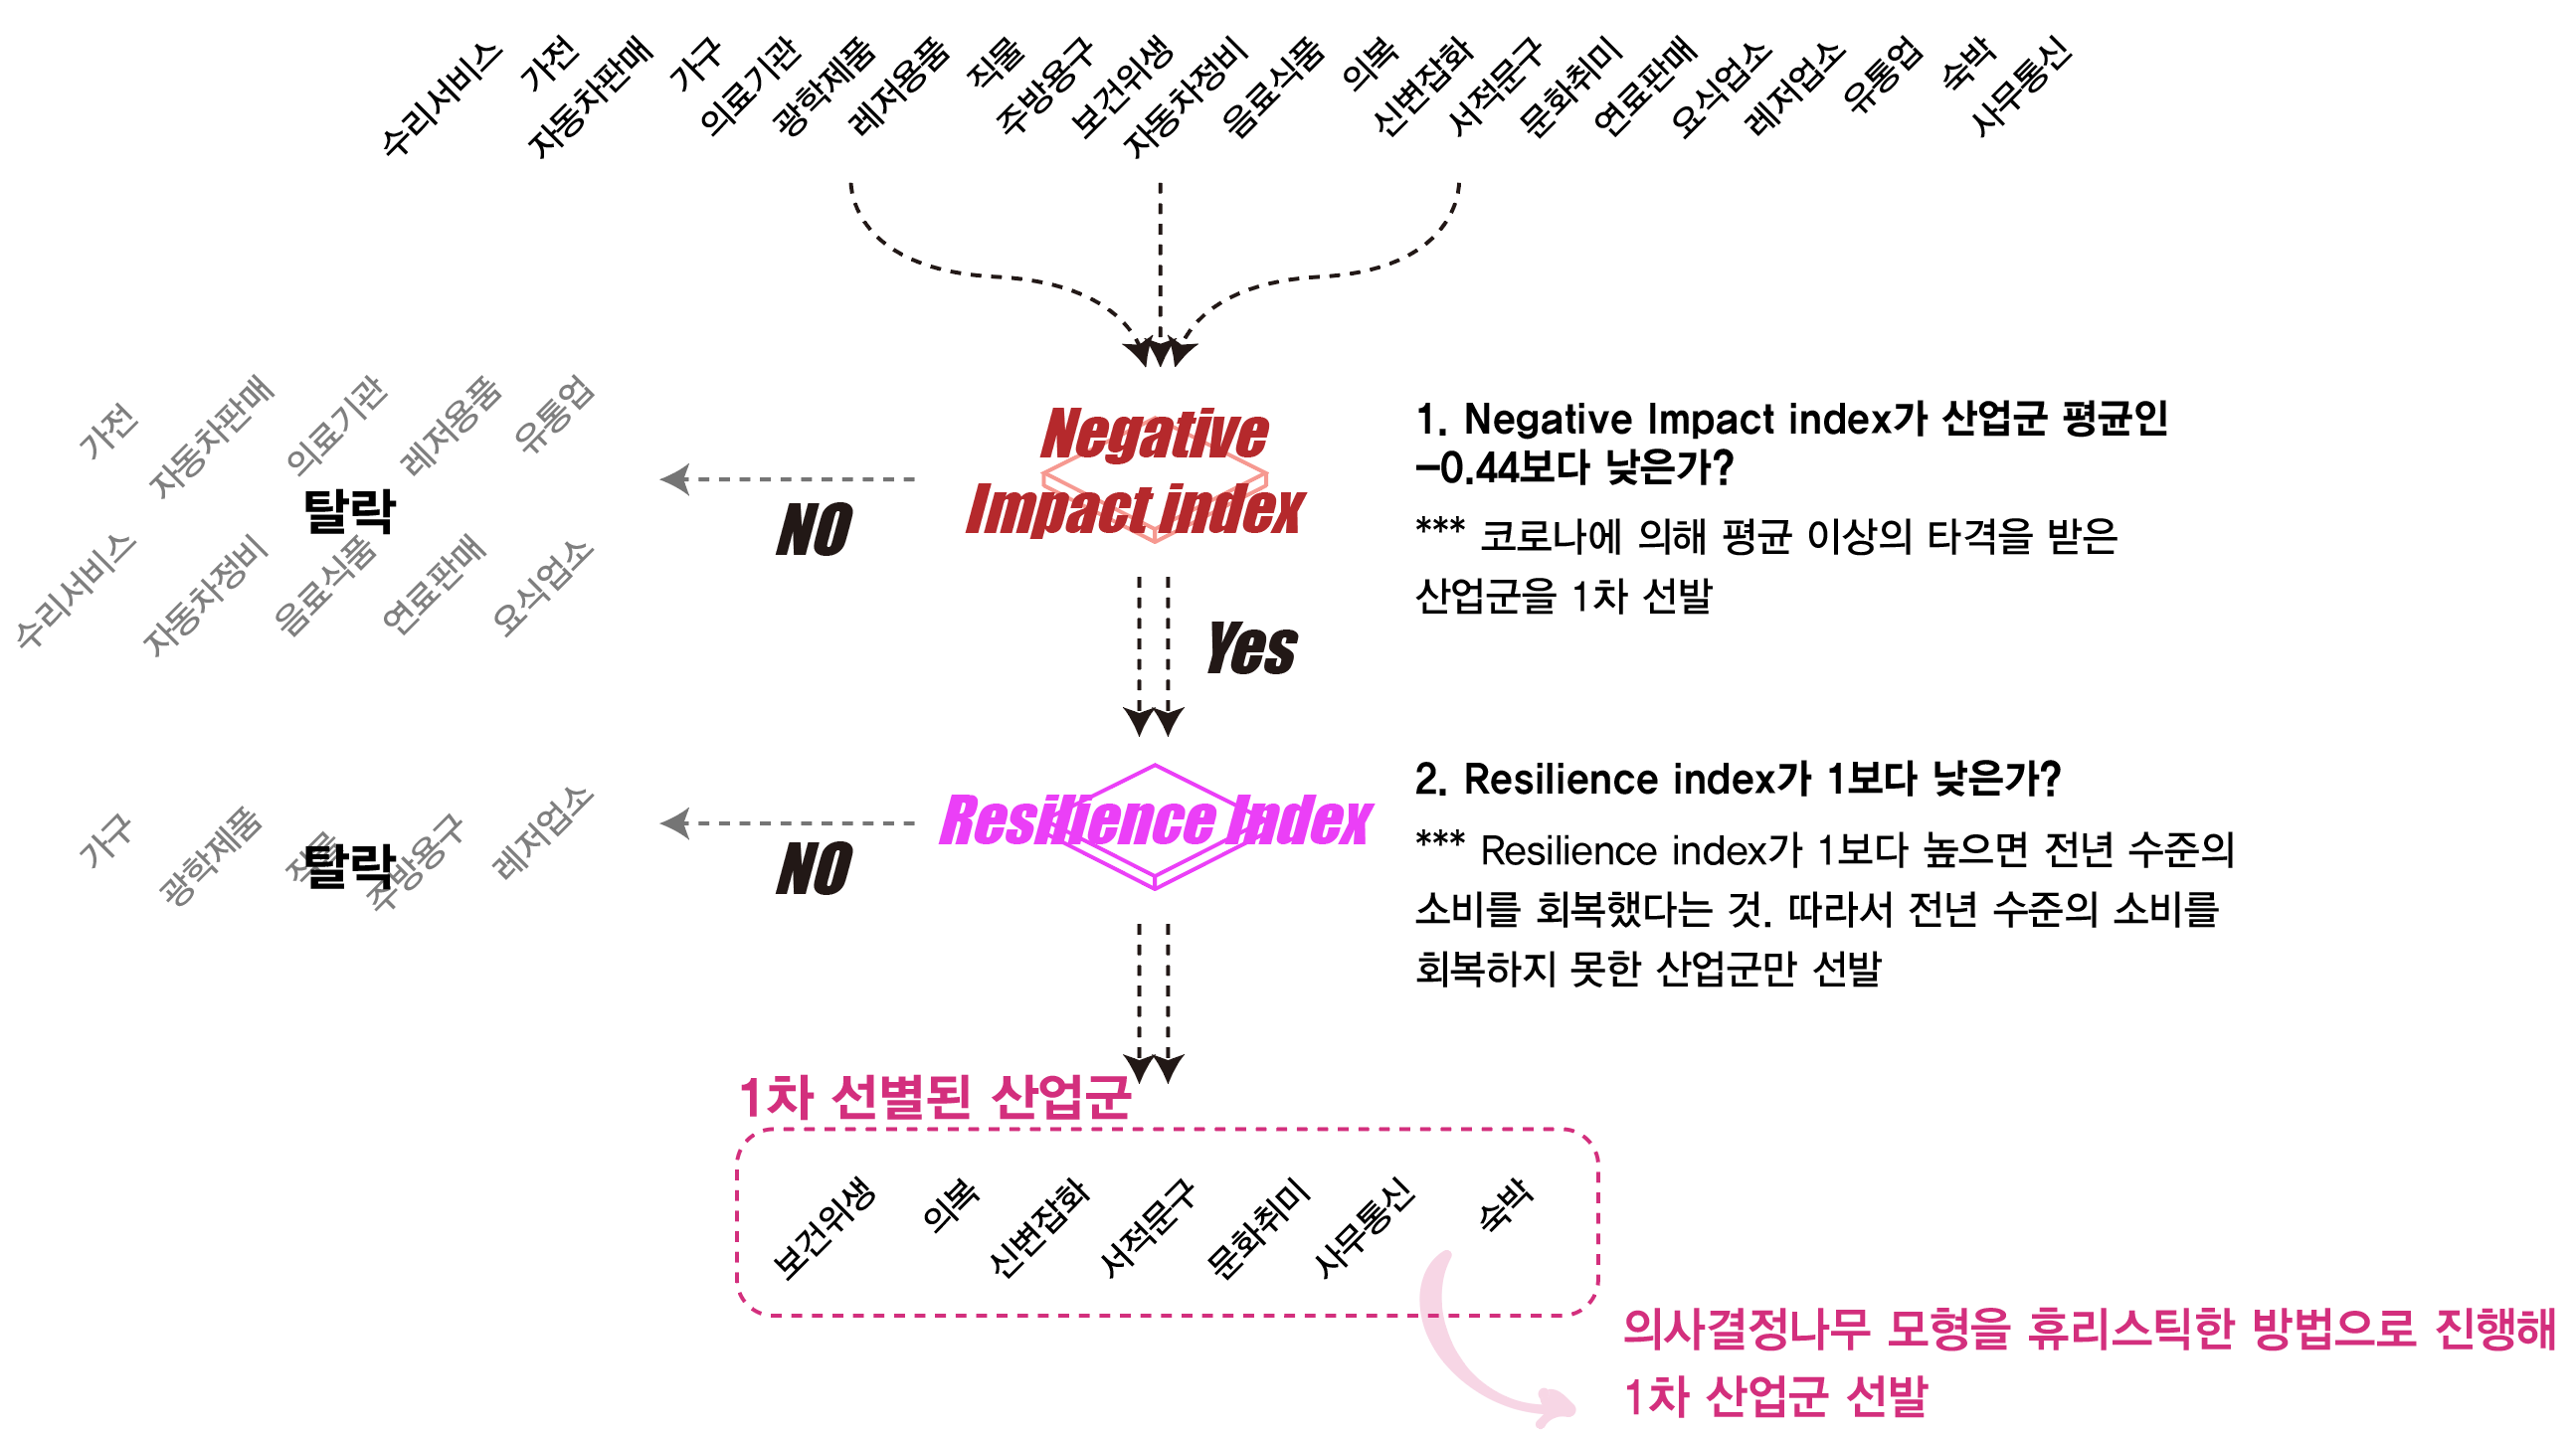 수리서비스
가전
자동차판매
가구
의료기관
광학제품
레저용품
직물
주방용구
보건위생
자동차정비
음료식품
의복
신변잡화
서적문구
문화취미
연료판매
요식업소
레저업소
유통업
숙박
사무통신
Negative
Impact index
1. Negative Impact index가 산업군 평균인
-0.44보다 낮은가?
*** 코로나에 의해 평균 이상의 타격을 받은
산업군을 1차 선발
NO
가전
자동차판매
의료기관
레저용품
유통업
탈락
수리서비스
자동차정비
음료식품
연료판매
요식업소
Yes
Resilience Index
2. Resilience index가 1보다 낮은가?
*** Resilience index가 1보다 높으면 전년 수준의
소비를 회복했다는 것. 따라서 전년 수준의 소비를
회복하지 못한 산업군만 선발
NO
가구
광학제품
직물
탈락
주방용구
레저업소
1차 선별된 산업군
보건위생
의복
신변잡화
서적문구
문화취미
사무통신
숙박
의사결정나무 모형을 휴리스틱한 방법으로 진행해
1차 산업군 선발